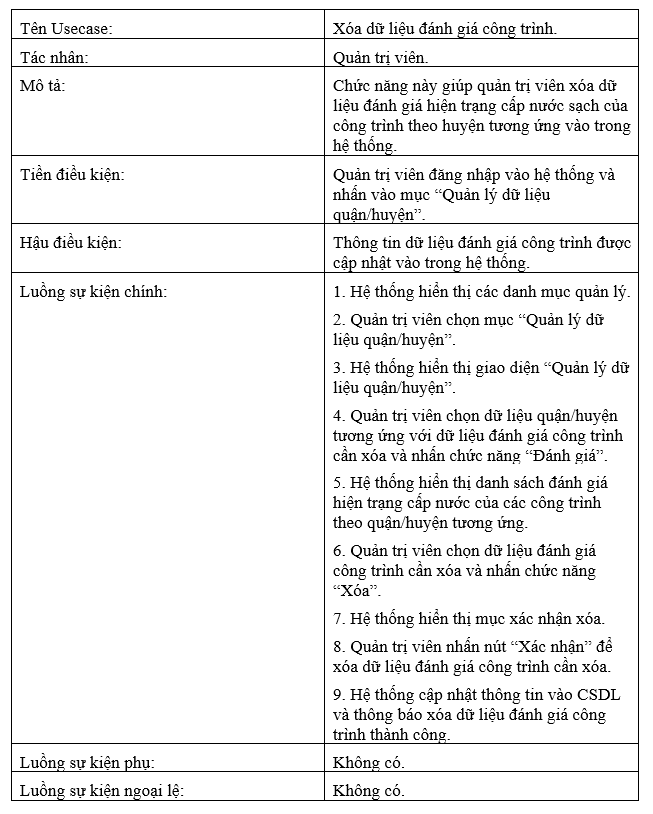 Tên Usecase:
Xóa dữ liệu đánh giá công trình.
Tác nhân:
Quản trị viên.
Mô tả:
Chức năng này giúp quản trị viên xóa dữ
liệu đánh giá hiện trạng cấp nước sạch của
công trình theo huyện tương ứng vào trong
hệ thống.
Tiền điều kiện:
Quản trị viên đăng nhập vào hệ thống và
nhấn vào mục “Quản lý dữ liệu
quận/huyện”.
Hậu điều kiện:
Thông tin dữ liệu đánh giá công trình được
cập nhật vào trong hệ thống.
Luồng sự kiện chính:
1. Hệ thống hiển thị các danh mục quản lý.
2. Quản trị viên chọn mục “Quản lý dữ
liệu quận/huyện”.
3. Hệ thống hiển thị giao diện “Quản lý dữ
liệu quận/huyện”.
4. Quản trị viên chọn dữ liệu quận/huyện
tương ứng với dữ liệu đánh giá công trình
cần xóa và nhấn chức năng “Đánh giá”.
5. Hệ thống hiển thị danh sách đánh giá
hiện trạng cấp nước của các công trình
theo quận/huyện tương ứng.
6. Quản trị viên chọn dữ liệu đánh giá
công trình cần xóa và nhấn chức năng
“Xóa”.
7. Hệ thống hiển thị mục xác nhận xóa.
8. Quản trị viên nhấn nút “Xác nhận” để
xóa dữ liệu đánh giá công trình cần xóa.
9. Hệ thống cập nhật thông tin vào CSDL
và thông báo xóa dữ liệu đánh giá công
trình thành công.
Luồng sự kiện phụ:
Không có.
Luồng sự kiện ngoại lệ:
Không có.